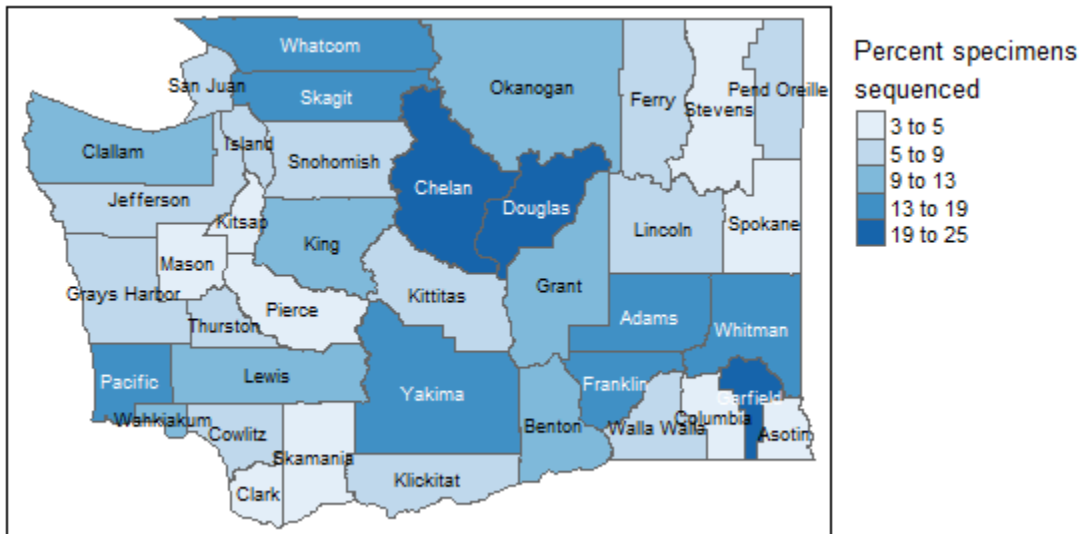 Percent specimens
sequenced
3 to 5
5 to 9
9 to 13
13 to 19
19 to 25
Whatcom
San Juan
Skagit
Okanogan
Ferry
Stevens
Pend Oreille
Clallam
Island
Snohomish
Jefferson
Chelan
Douglas
Kitsap
King
Lincoln
Spokane
Mason
Grays Harbor
Pierce
Kittitas
Grant
Thurston
Adams
Whitman
Pacific
Lewis
Yakima
Franklin
Garfield
Wahkiakum
Cowlitz
Benton
Walla Walla
Columbia
Asotin
Skamania
Klickitat
Clark